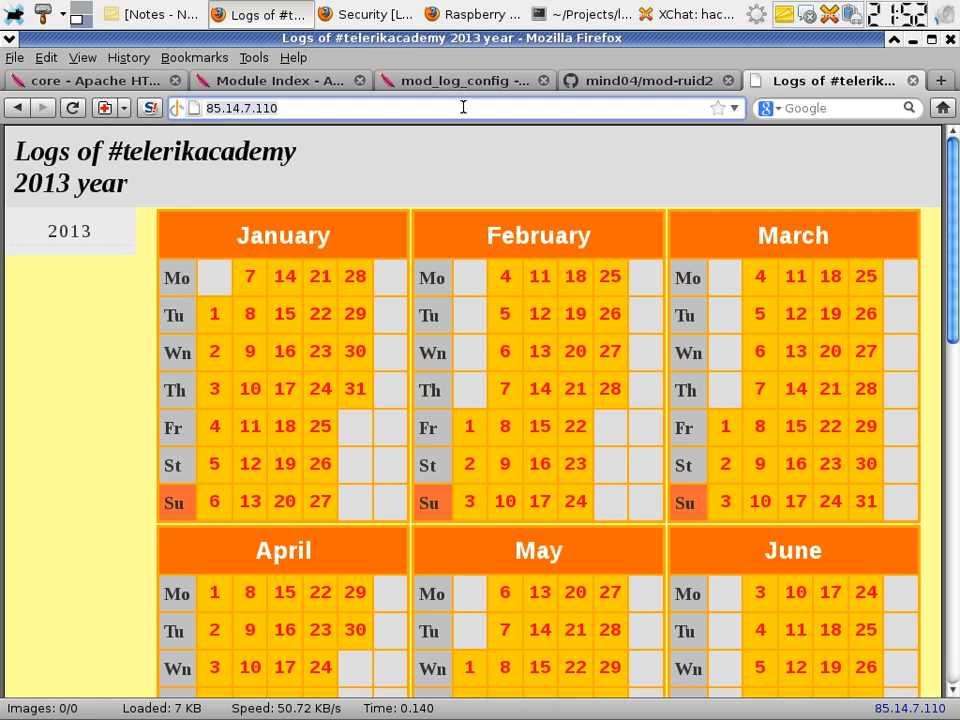 [Notes - N...
Logs of #t...
Security [L...
Raspberry ...
~/Projects/l...
XChat: hac...
21:52
Logs of #telerikacademy 2013 year - Mozilla Firefox
File Edit View History Bookmarks Tools Help
core - Apache HT...
Module Index - A...
mod_log_config -...
mind04/mod-ruid2
Logs of #telerik...
85.14.7.110
Google
Logs of #telerikacademy
2013 year
2013
January
Mo 7 14 21 28
Tu 1 8 15 22 29
Wn 2 9 16 23 30
Th 3 10 17 24 31
Fr 4 11 18 25
St 5 12 19 26
Su 6 13 20 27
February
Mo 4 11 18 25
Tu 5 12 19 26
Wn 6 13 20 27
Th 7 14 21 28
Fr 1 8 15 22
St 2 9 16 23
Su 3 10 17 24
March
Mo 4 11 18 25
Tu 5 12 19 26
Wn 6 13 20 27
Th 7 14 21 28
Fr 1 8 15 22 29
St 2 9 16 23 30
Su 3 10 17 24 31
April
Mo 1 8 15 22 29
Tu 2 9 16 23 30
Wn 3 10 17 24
May
Mo 6 13 20 27
Tu 7 14 21 28
Wn 1 8 15 22 29
June
Mo 3 10 17 24
Tu 4 11 18 25
Wn 5 12 19 26
Images: 0/0 Loaded: 7 KB Speed: 50.72 KB/s Time: 0.140 85.14.7.110